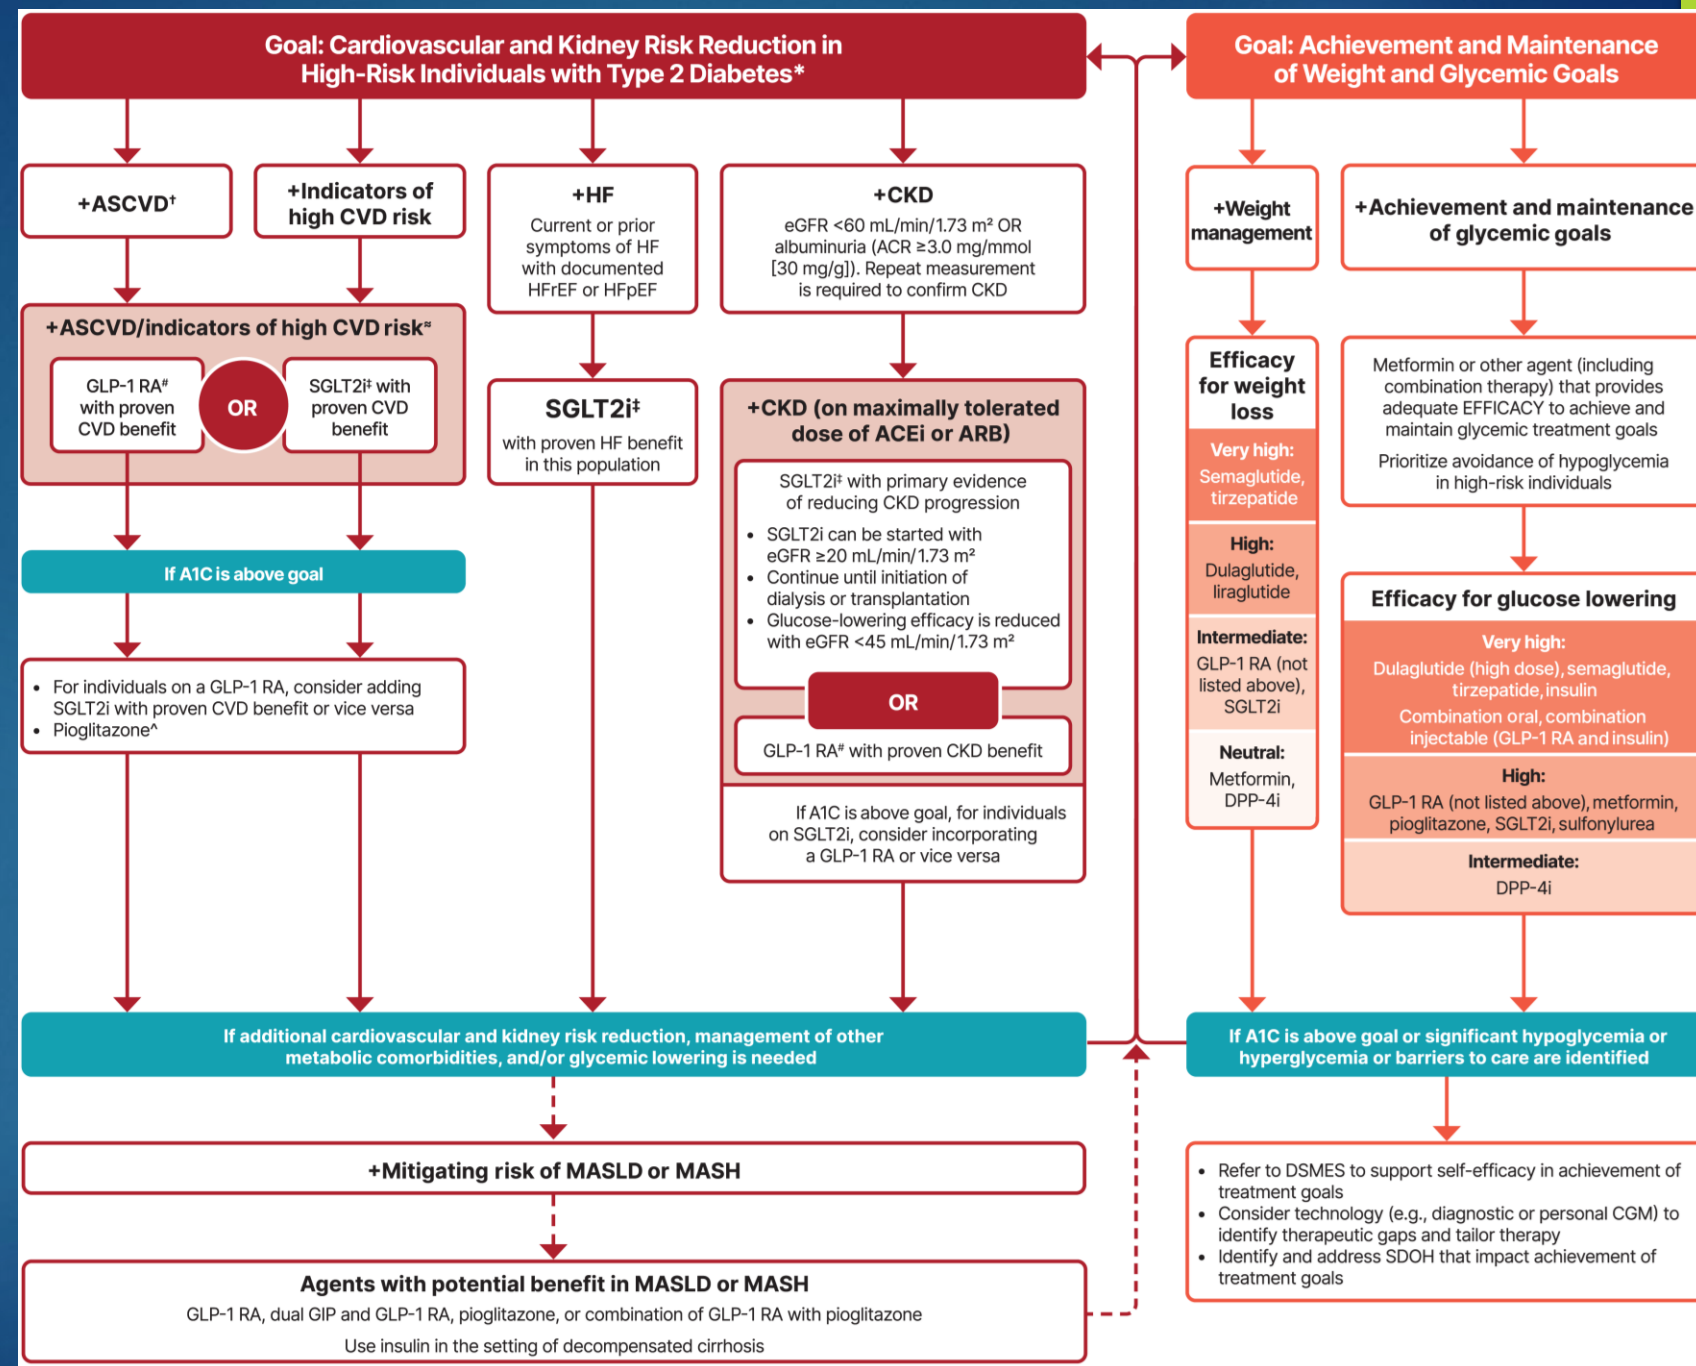 Goal: Cardiovascular and Kidney Risk Reduction in
High-Risk Individuals with Type 2 Diabetes*
+ASCVD†
+Indicators of
high CVD risk
+ASCVD/indicators of high CVD risk≈
GLP-1 RA#
with proven
CVD benefit
OR
SGLT2i‡ with
proven CVD
benefit
If A1C is above goal
• For individuals on a GLP-1 RA, consider adding
SGLT2i with proven CVD benefit or vice versa
• Pioglitazone^
+HF
Current or prior
symptoms of HF
with documented
HFrEF or HFpEF
SGLT2i‡
with proven HF benefit
in this population
+CKD
eGFR <60 mL/min/1.73 m² OR
albuminuria (ACR ≥3.0 mg/mmol
[30 mg/g]). Repeat measurement
is required to confirm CKD
+CKD (on maximally tolerated
dose of ACEi or ARB)
SGLT2i‡ with primary evidence
of reducing CKD progression
• SGLT2i can be started with
eGFR ≥20 mL/min/1.73 m²
• Continue until initiation of
dialysis or transplantation
• Glucose-lowering efficacy is reduced
with eGFR <45 mL/min/1.73 m²
OR
GLP-1 RA# with proven CKD benefit
If A1C is above goal, for individuals
on SGLT2i, consider incorporating
a GLP-1 RA or vice versa
If additional cardiovascular and kidney risk reduction, management of other
metabolic comorbidities, and/or glycemic lowering is needed
+Mitigating risk of MASLD or MASH
Agents with potential benefit in MASLD or MASH
GLP-1 RA, dual GIP and GLP-1 RA, pioglitazone, or combination of GLP-1 RA with pioglitazone
Use insulin in the setting of decompensated cirrhosis
Goal: Achievement and Maintenance
of Weight and Glycemic Goals
+Weight
management
Efficacy
for weight
loss
Very high:
Semaglutide,
tirzepatide
High:
Dulaglutide,
liraglutide
Intermediate:
GLP-1 RA (not
listed above),
SGLT2i
Neutral:
Metformin,
DPP-4i
+Achievement and maintenance
of glycemic goals
Metformin or other agent (including
combination therapy) that provides
adequate EFFICACY to achieve and
maintain glycemic treatment goals
Prioritize avoidance of hypoglycemia
in high-risk individuals
Efficacy for glucose lowering
Very high:
Dulaglutide (high dose), semaglutide,
tirzepatide, insulin
Combination oral, combination
injectable (GLP-1 RA and insulin)
High:
GLP-1 RA (not listed above), metformin,
pioglitazone, SGLT2i, sulfonylurea
Intermediate:
DPP-4i
If A1C is above goal or significant hypoglycemia or
hyperglycemia or barriers to care are identified
• Refer to DSMES to support self-efficacy in achievement of
treatment goals
• Consider technology (e.g., diagnostic or personal CGM) to
identify therapeutic gaps and tailor therapy
• Identify and address SDOH that impact achievement of
treatment goals